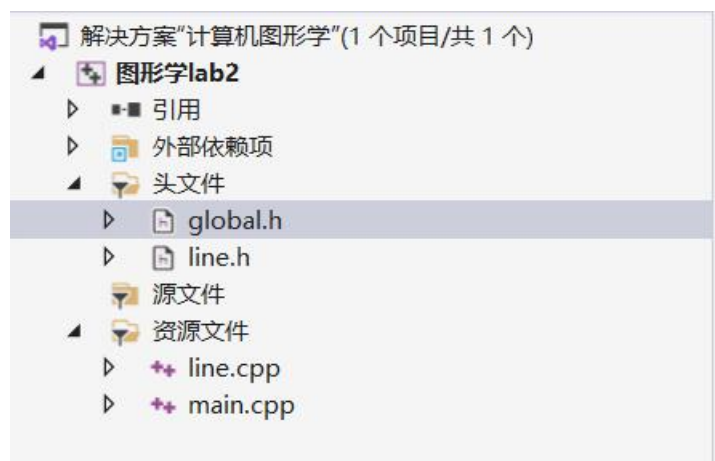 解决方案"计算机图形学"(1 个项目/共 1 个)
图形学lab2
引用
外部依赖项
头文件
global.h
line.h
源文件
资源文件
line.cpp
main.cpp